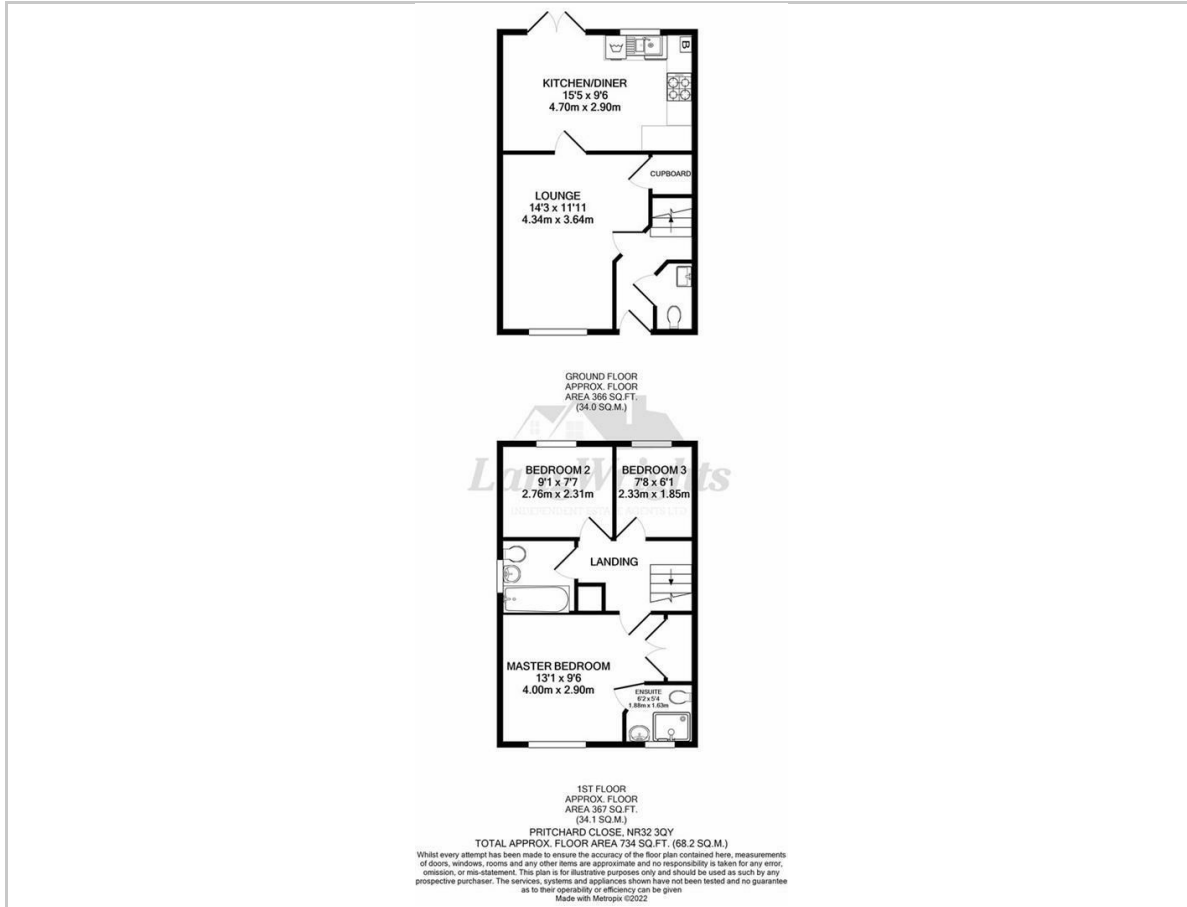 KITCHEN/DINER
15'5 x 9'6
4.70m x 2.90m
B
CUPBOARD
LOUNGE
14'3 x 11'11
4.34m x 3.64m
GROUND FLOOR
APPROX. FLOOR
AREA 366 SQ.FT.
(34.0 SQ.M.)
BEDROOM 2
9'1 x 7'7
2.76m x 2.31m
BEDROOM 3
7'8 x 6'1
2.33m x 1.85m
INDEPENDENT ESTATE AGENTS LTD
LANDING
MASTER BEDROOM
13'1 x 9'6
4.00m x 2.90m
ENSUITE
6'2 x 5'4
1.88m x 1.63m
1ST FLOOR
APPROX. FLOOR
AREA 367 SQ.FT.
(34.1 SQ.M.)
PRITCHARD CLOSE, NR32 3QY
TOTAL APPROX. FLOOR AREA 734 SQ.FT. (68.2 SQ.M.)
Whilst every attempt has been made to ensure the accuracy of the floor plan contained here, measurements
of doors, windows, rooms and any other items are approximate and no responsibility is taken for any error,
omission, or mis-statement. This plan is for illustrative purposes only and should be used as such by any
prospective purchaser. The services, systems and appliances shown have not been tested and no guarantee
as to their operability or efficiency can be given
Made with Metropix ©2022